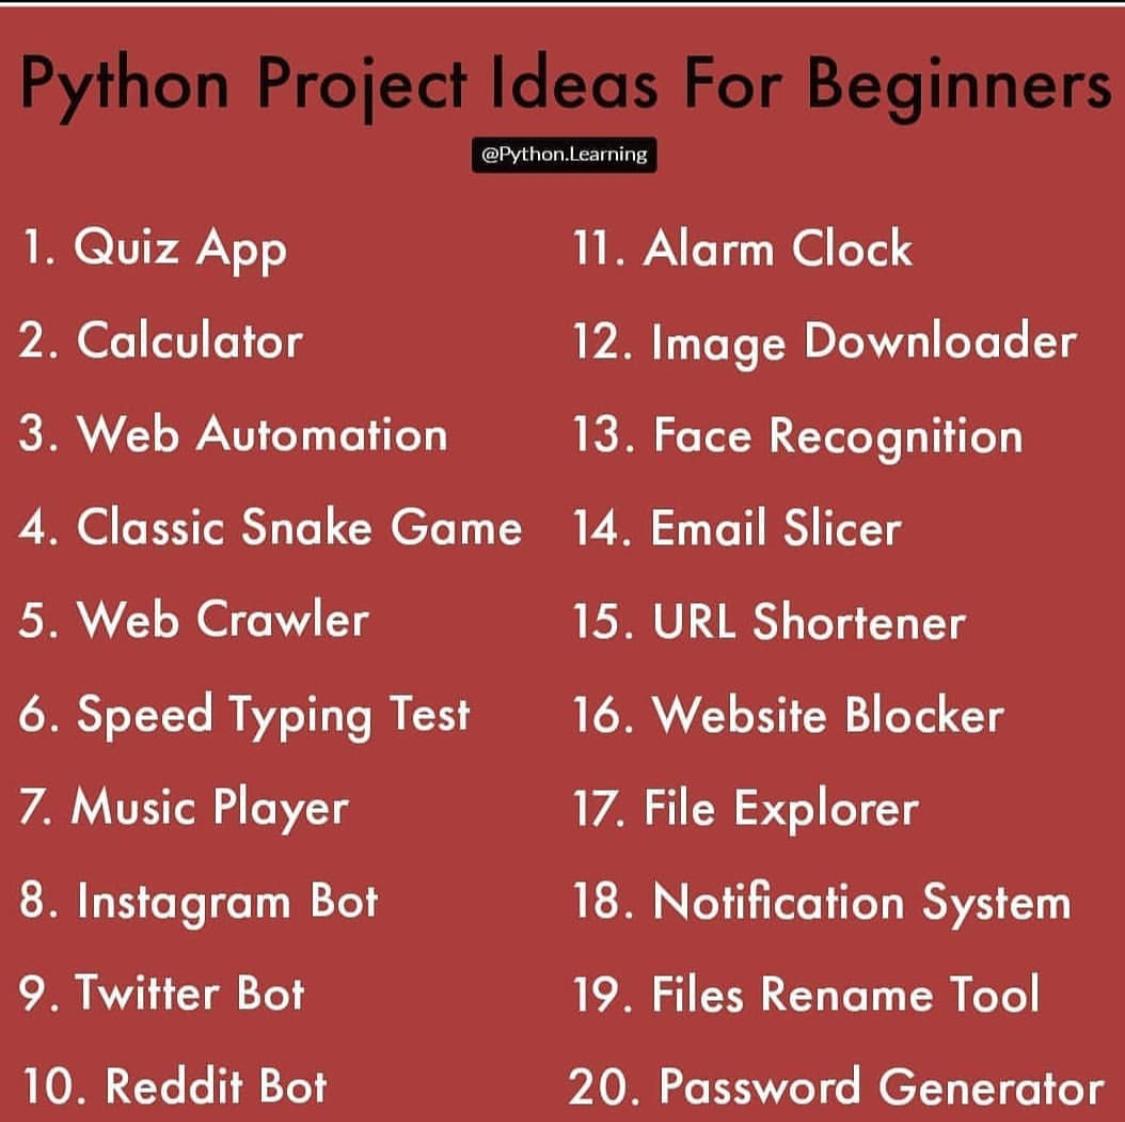 Python Project Ideas For Beginners
@Python.Learning
1. Quiz App
2. Calculator
3. Web Automation
4. Classic Snake Game
5. Web Crawler
6. Speed Typing Test
7. Music Player
8. Instagram Bot
9. Twitter Bot
10. Reddit Bot
11. Alarm Clock
12. Image Downloader
13. Face Recognition
14. Email Slicer
15. URL Shortener
16. Website Blocker
17. File Explorer
18. Notification System
19. Files Rename Tool
20. Password Generator